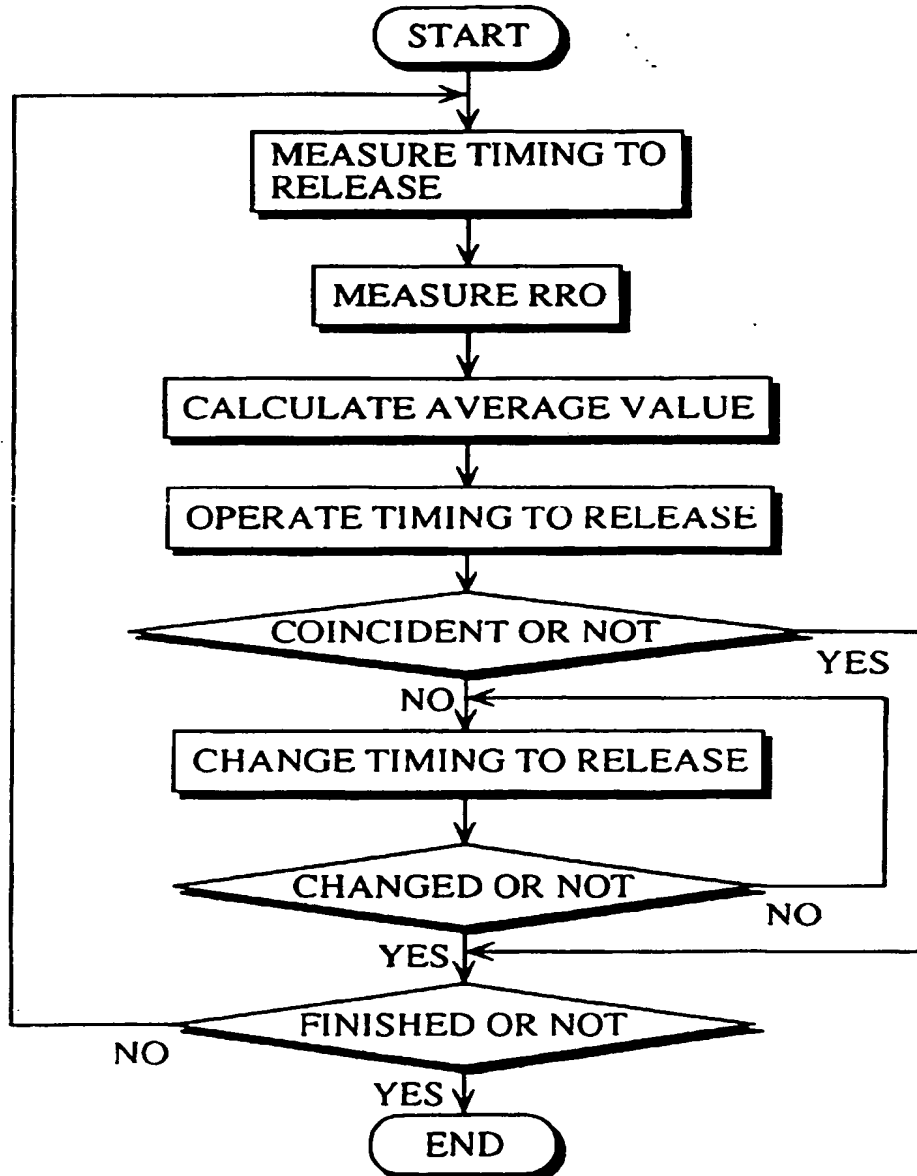 START
MEASURE TIMING TO
RELEASE
MEASURE RRO
CALCULATE AVERAGE VALUE
OPERATE TIMING TO RELEASE
COINCIDENT OR NOT
YES
NO
CHANGE TIMING TO RELEASE
CHANGED OR NOT
NO
YES
FINISHED OR NOT
NO
YES
END